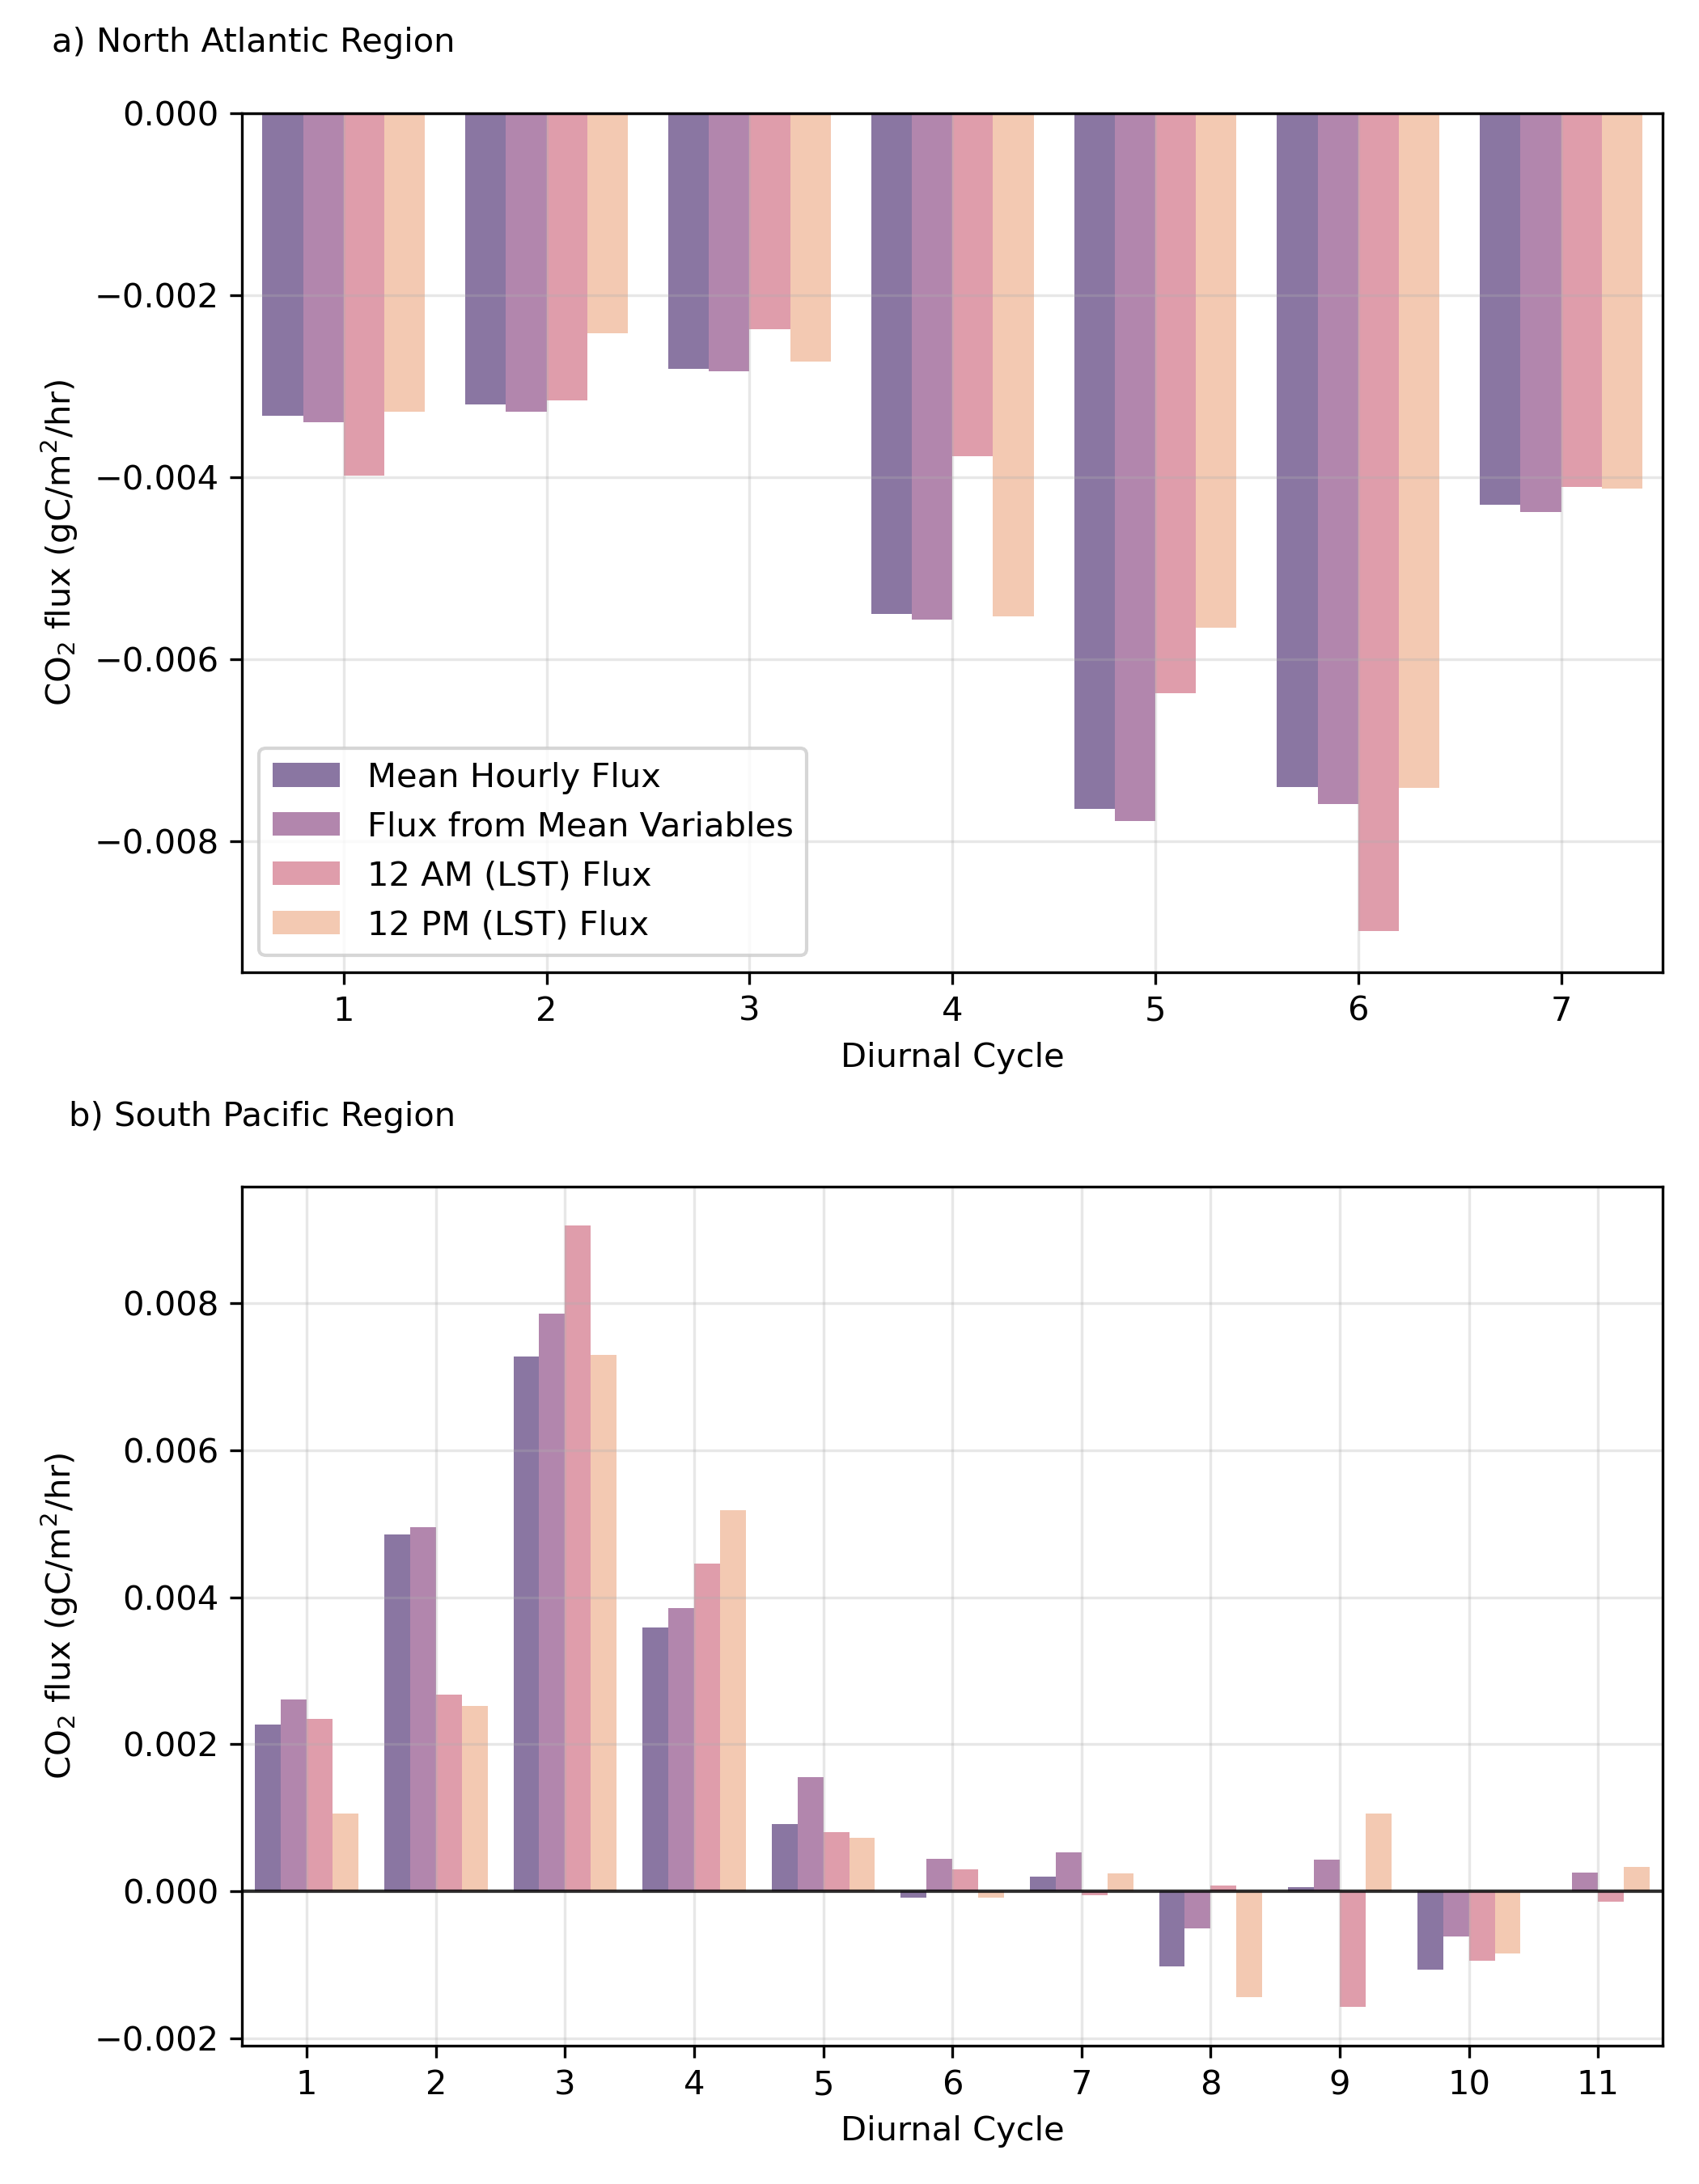 a) North Atlantic Region
0.000
−0.002
−0.004
−0.006
−0.008
CO₂ flux (gC/m²/hr)
Mean Hourly Flux
Flux from Mean Variables
12 AM (LST) Flux
12 PM (LST) Flux
1 2 3 4 5 6 7
Diurnal Cycle
b) South Pacific Region
0.008
0.006
0.004
0.002
0.000
−0.002
CO₂ flux (gC/m²/hr)
1 2 3 4 5 6 7 8 9 10 11
Diurnal Cycle